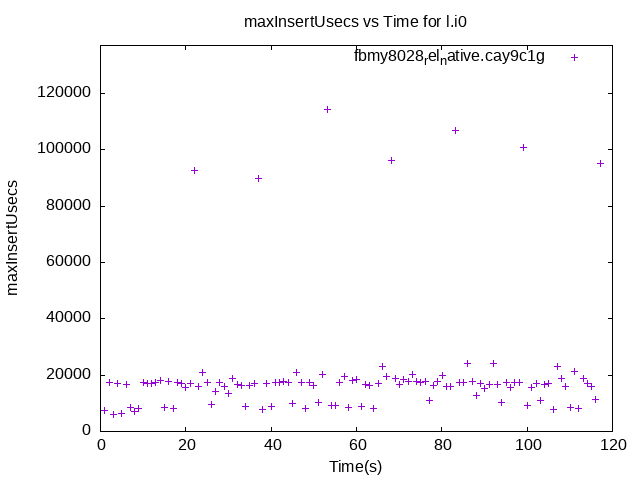 maxInsertUsecs vs Time for l.i0
fbmy8028relnative.cay9c1g
120000
100000
80000
60000
40000
20000
0
maxInsertUsecs
0 20 40 60 80 100 120
Time(s)